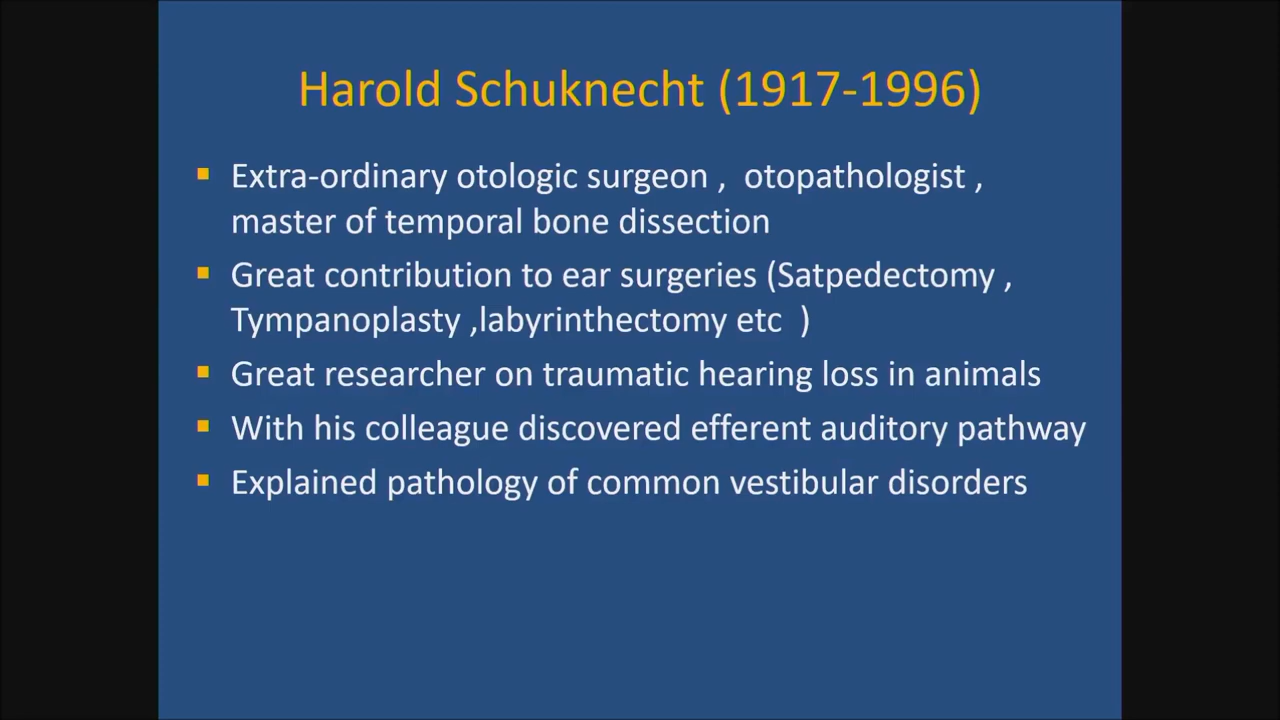 Harold Schuknecht (1917-1996)
▪ Extra-ordinary otologic surgeon , otopathologist ,
master of temporal bone dissection
▪ Great contribution to ear surgeries (Satpedectomy ,
Tympanoplasty ,labyrinthectomy etc )
▪ Great researcher on traumatic hearing loss in animals
▪ With his colleague discovered efferent auditory pathway
▪ Explained pathology of common vestibular disorders